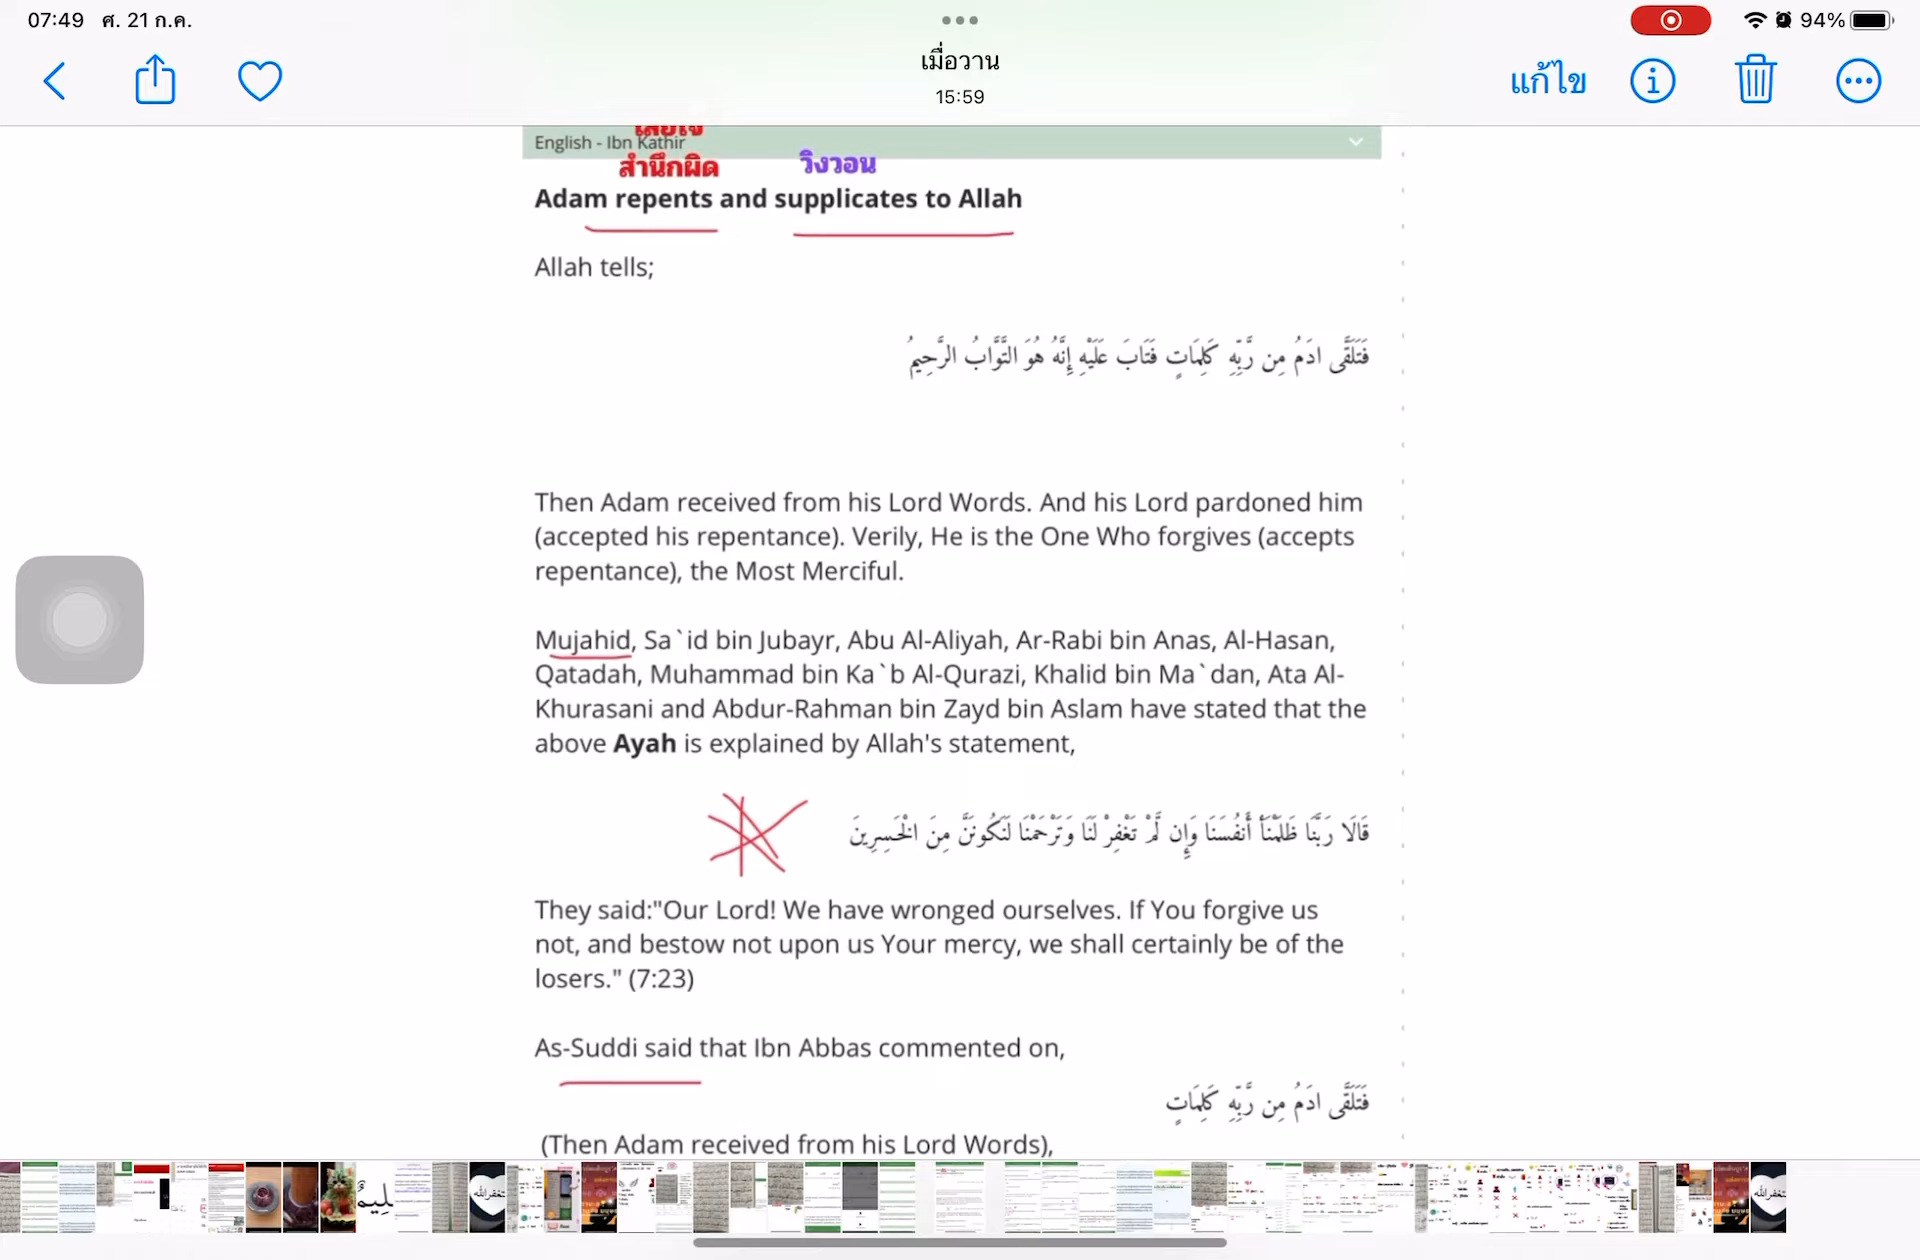 07:49 ศ. 21 ก.ค.
94%
เมื่อวาน
15:59
แก้ไข
เสียใจ
English - Ibn Kathir
สำนึกผิด วิงวอน
Adam repents and supplicates to Allah
Allah tells;
فَتَلَقَّى ادَمُ مِن رَّبِّهِ كَلِمَاتٍ فَتَابَ عَلَيْهِ إِنَّهُ هُوَ التَّوَّابُ الرَّحِيمُ
Then Adam received from his Lord Words. And his Lord pardoned him
(accepted his repentance). Verily, He is the One Who forgives (accepts
repentance), the Most Merciful.
Mujahid, Sa`id bin Jubayr, Abu Al-Aliyah, Ar-Rabi bin Anas, Al-Hasan,
Qatadah, Muhammad bin Ka`b Al-Qurazi, Khalid bin Ma`dan, Ata Al-
Khurasani and Abdur-Rahman bin Zayd bin Aslam have stated that the
above Ayah is explained by Allah's statement,
قَالَا رَبَّنَا ظَلَمْنَأ أَنفُسَنَا وَإِن لَّمْ تَغْفِرْ لَنَا وَتَرْحَمْنَا لَنَكُونَنَّ مِنَ الْخَـسِرِينَ
They said:"Our Lord! We have wronged ourselves. If You forgive us
not, and bestow not upon us Your mercy, we shall certainly be of the
losers." (7:23)
As-Suddi said that Ibn Abbas commented on,
فَتَلَقَّى ادَمُ مِن رَّبِّهِ كَلِمَاتٍ
(Then Adam received from his Lord Words),